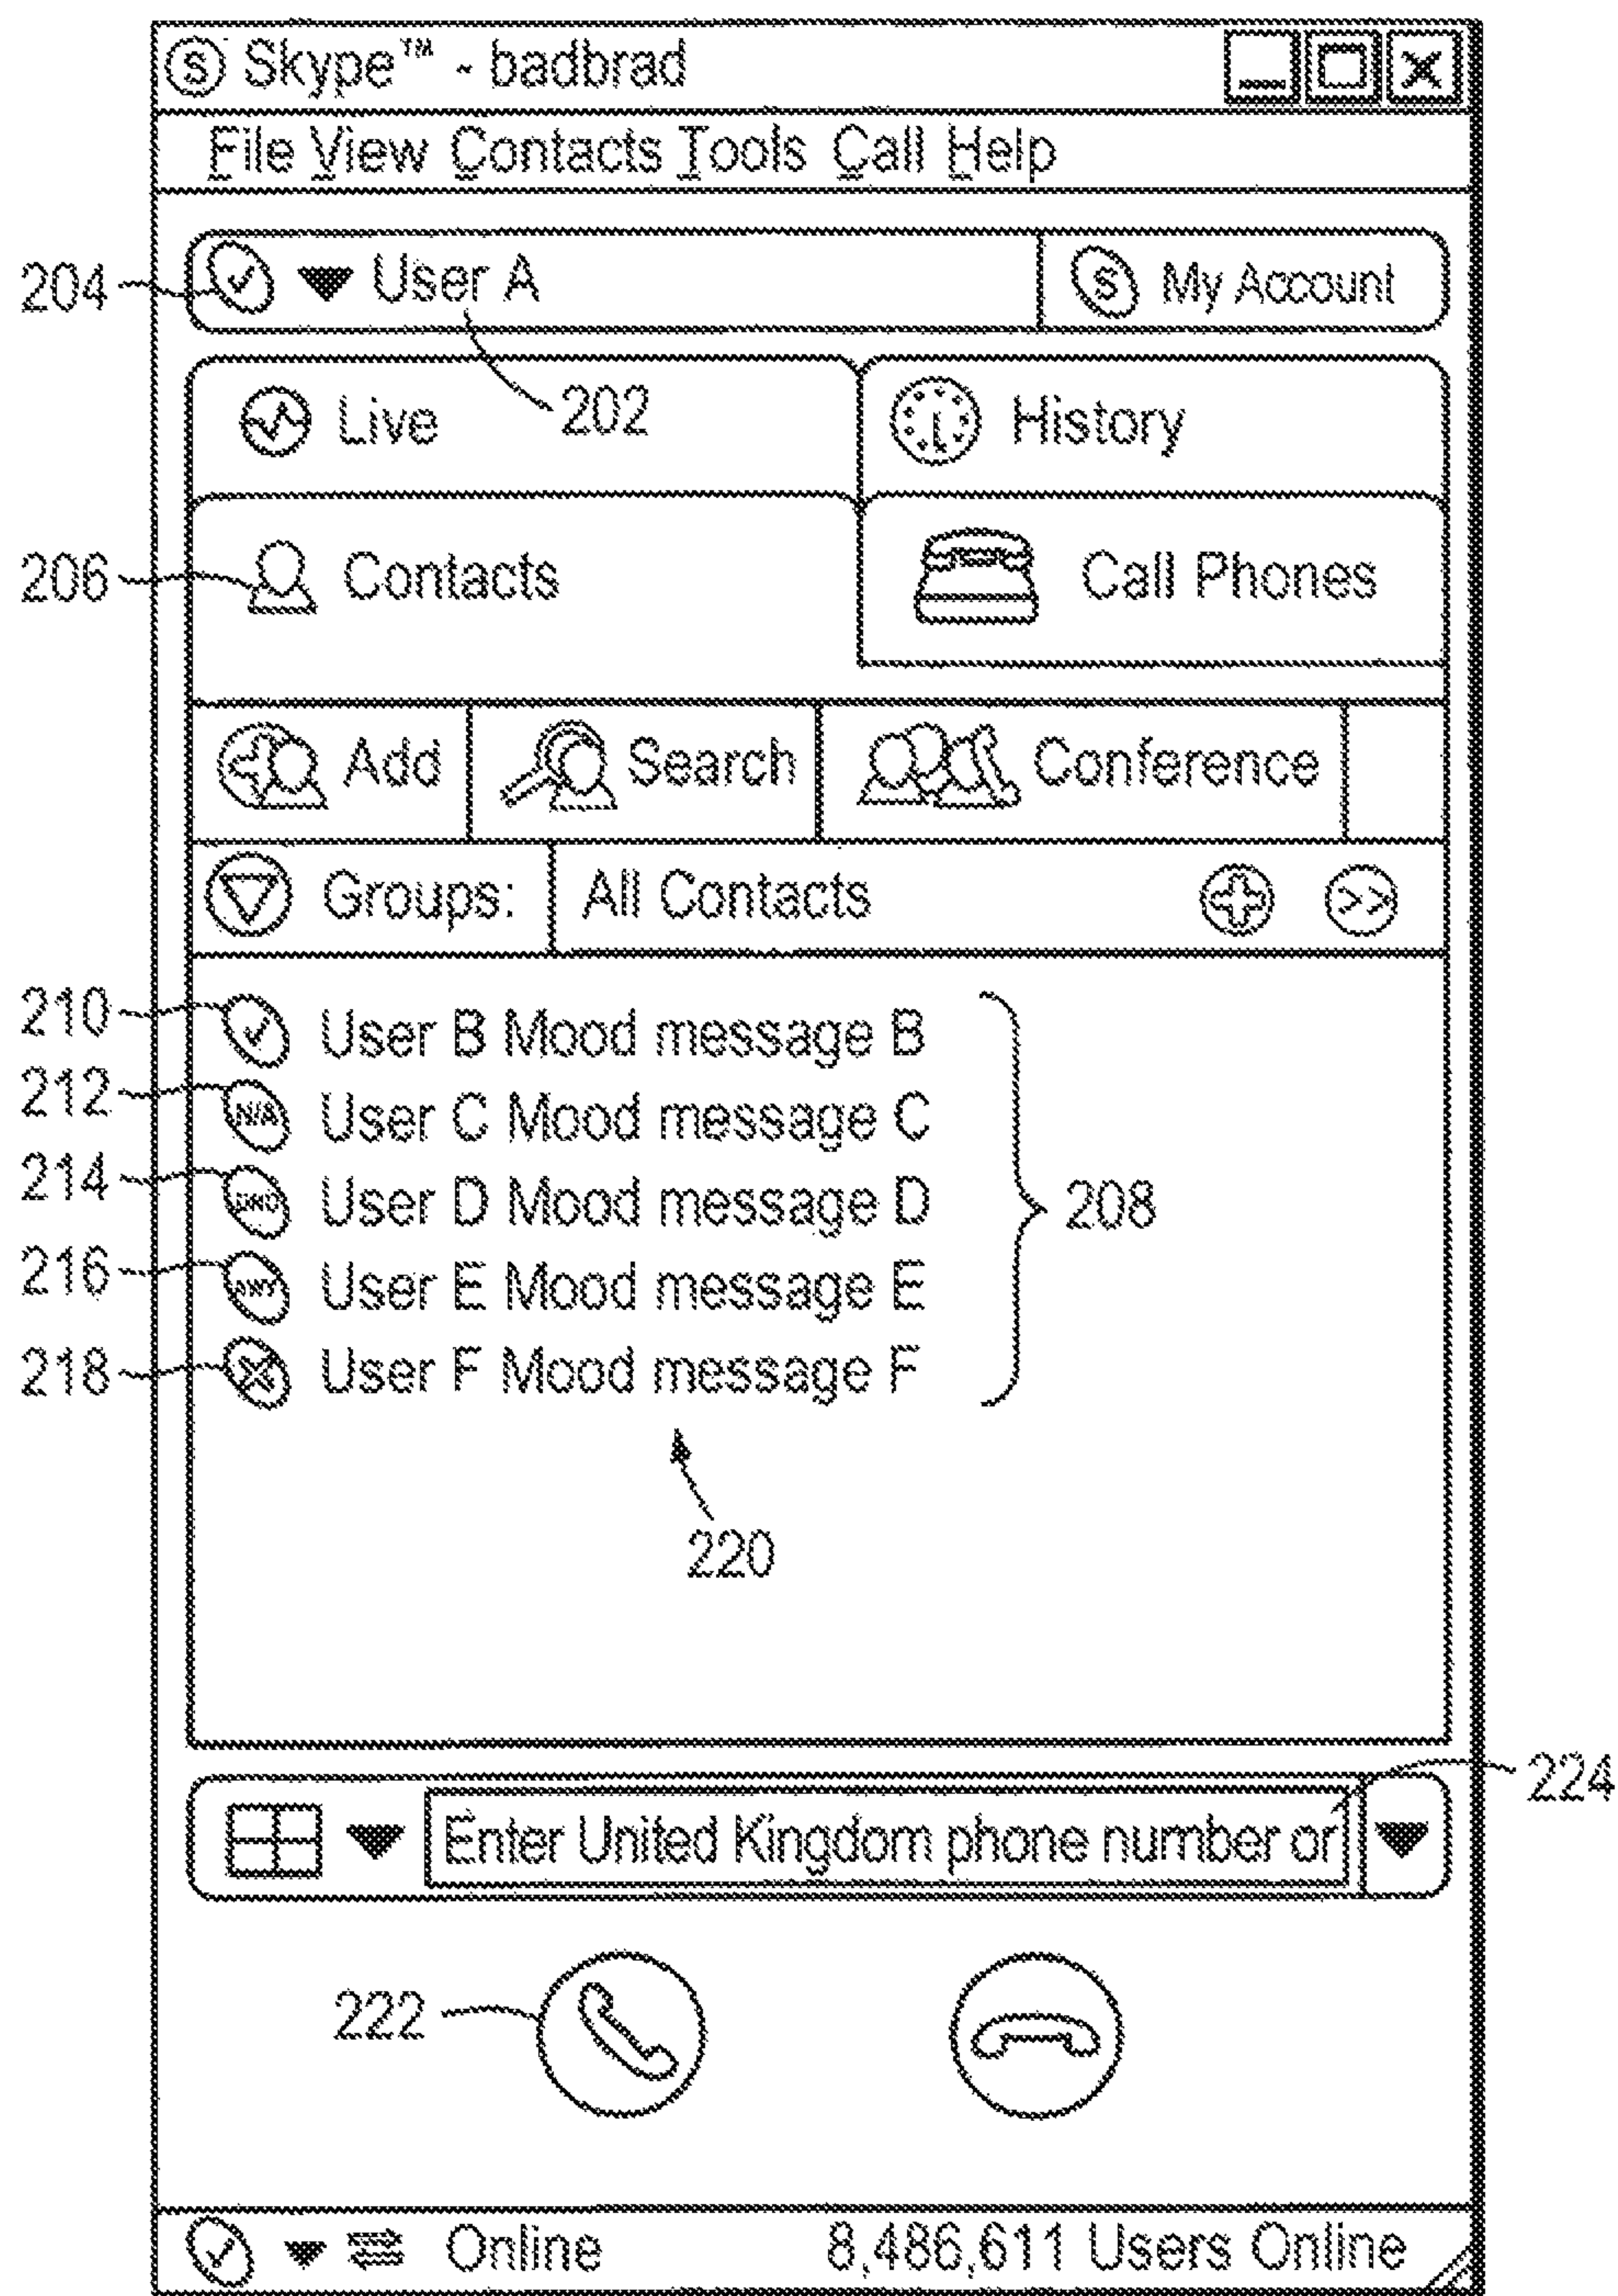 S Skype™ - badbrad
File View Contacts Tools Call Help
204 User A S My Account
Live 202 History
206 Contacts Call Phones
Add Search Conference
Groups: All Contacts >>
210 User B Mood message B
212 N/A User C Mood message C
214 DND User D Mood message D
208
216 User E Mood message E
218 User F Mood message F
220
224
Enter United Kingdom phone number or
222
Online 8,486,611 Users Online